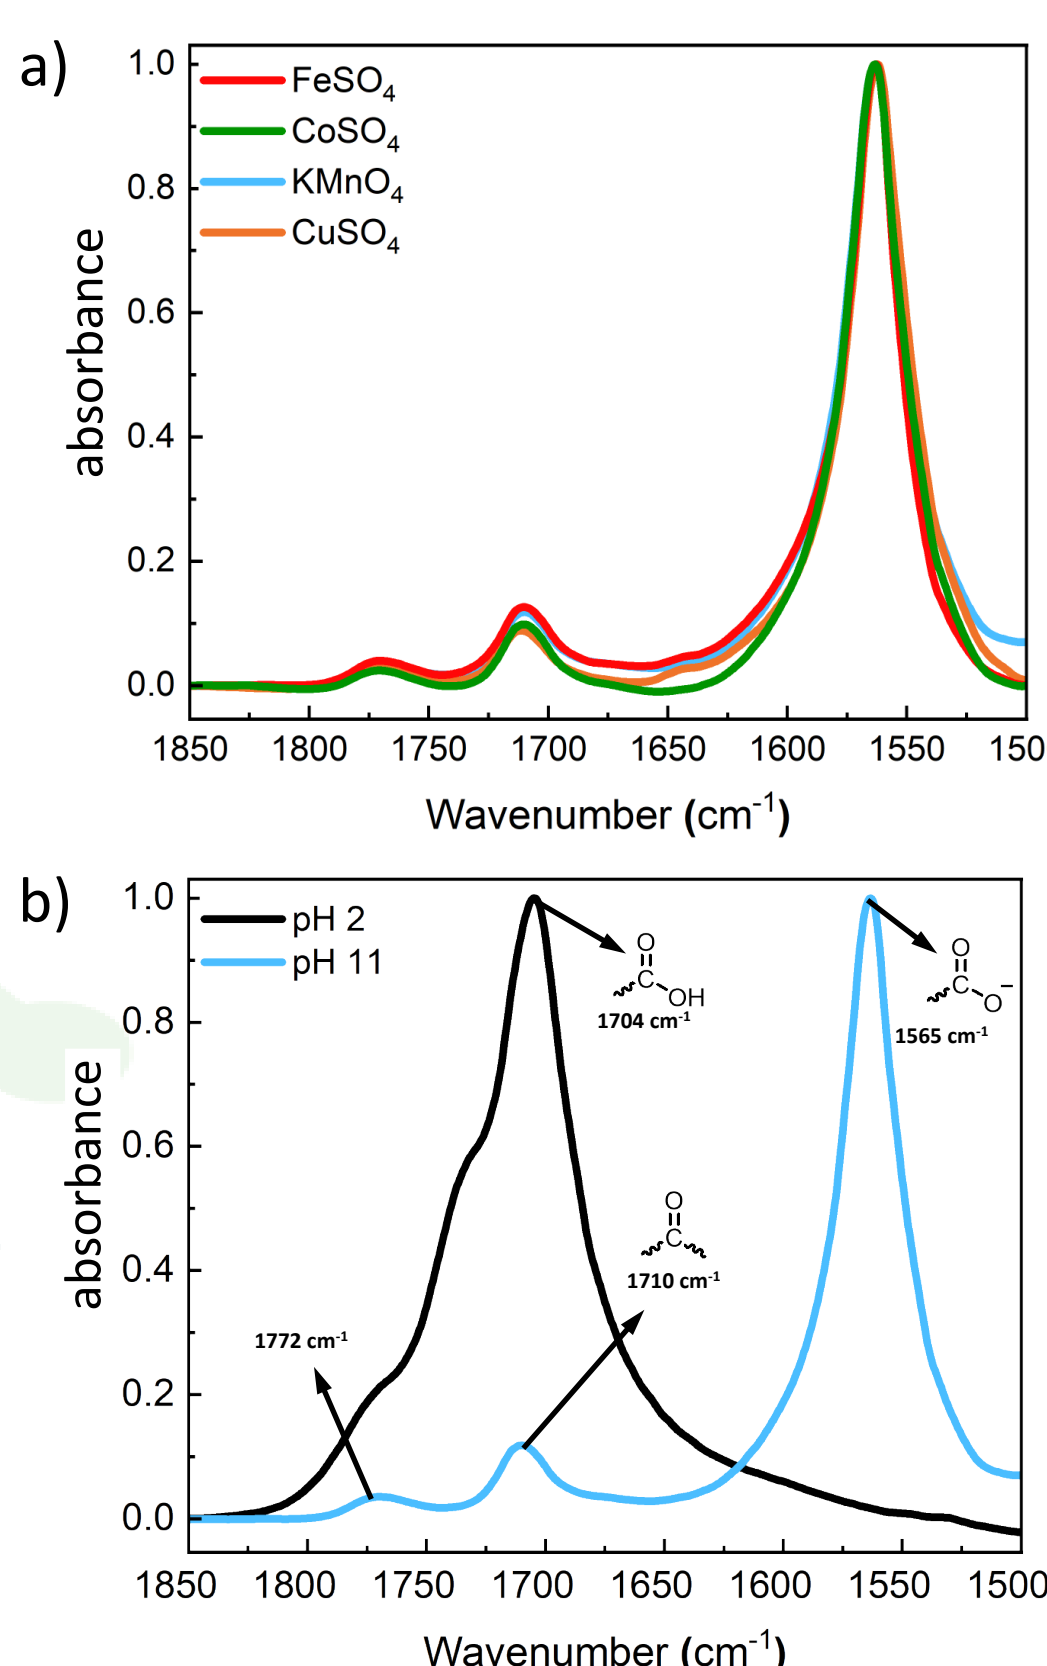 a)
FeSO₄
CoSO₄
KMnO₄
CuSO₄
absorbance
1.0
0.8
0.6
0.4
0.2
0.0
1850 1800 1750 1700 1650 1600 1550 150
Wavenumber (cm⁻¹)
b)
pH 2
pH 11
absorbance
1.0
0.8
0.6
0.4
0.2
0.0
O
C
OH
1704 cm⁻¹
O
C
O⁻
1565 cm⁻¹
O
C
1710 cm⁻¹
1772 cm⁻¹
1850 1800 1750 1700 1650 1600 1550 1500
Wavenumber (cm⁻¹)